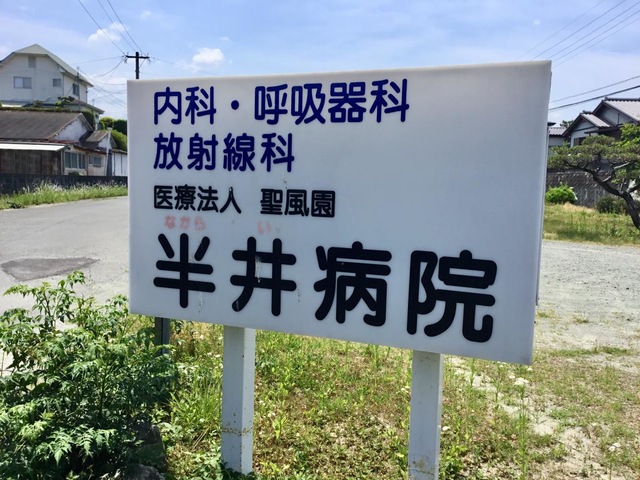 内科・呼吸器科
放射線科
医療法人 聖風園
なから い
半井病院